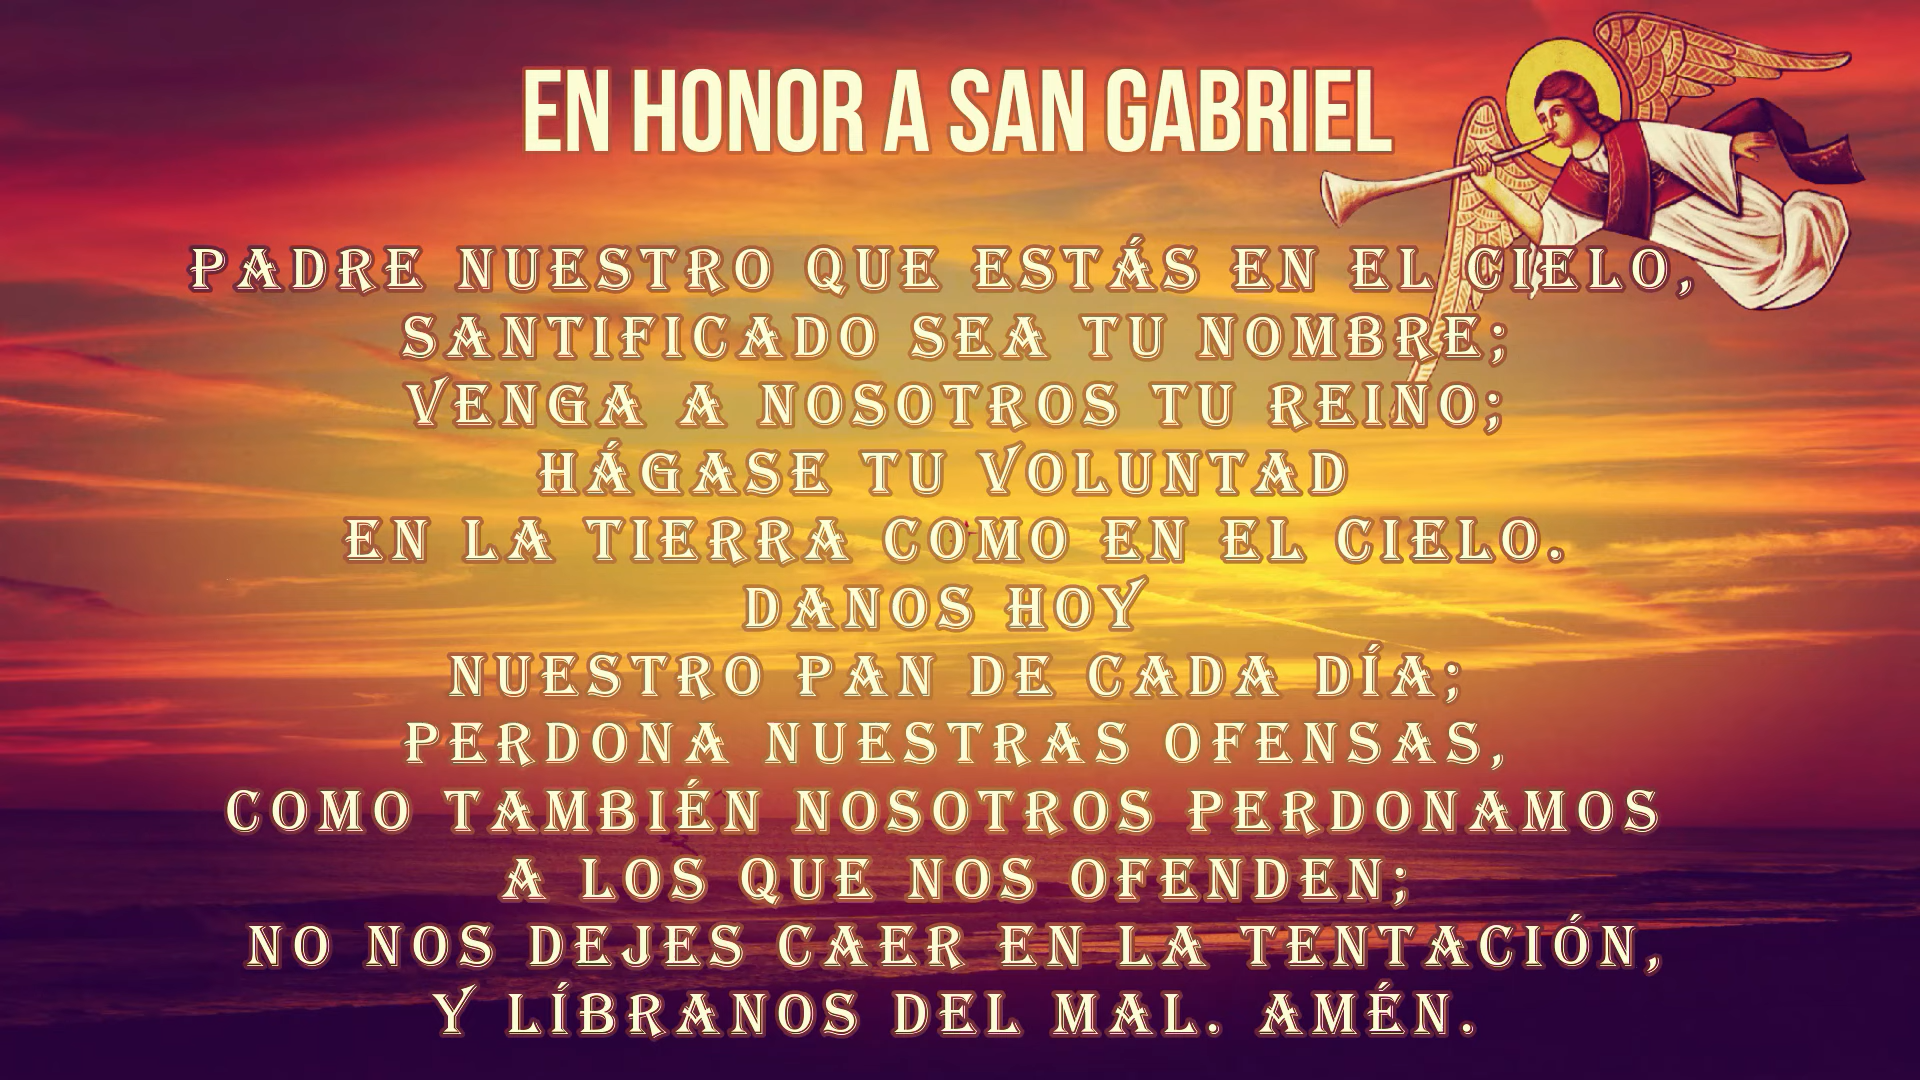 EN HONOR A SAN GABRIEL
PADRE NUESTRO QUE ESTÁS EN EL CIELO,
SANTIFICADO SEA TU NOMBRE;
VENGA A NOSOTROS TU REINO;
HÁGASE TU VOLUNTAD
EN LA TIERRA COMO EN EL CIELO.
DANOS HOY
NUESTRO PAN DE CADA DÍA;
PERDONA NUESTRAS OFENSAS,
COMO TAMBIÉN NOSOTROS PERDONAMOS
A LOS QUE NOS OFENDEN;
NO NOS DEJES CAER EN LA TENTACIÓN,
Y LÍBRANOS DEL MAL. AMÉN.